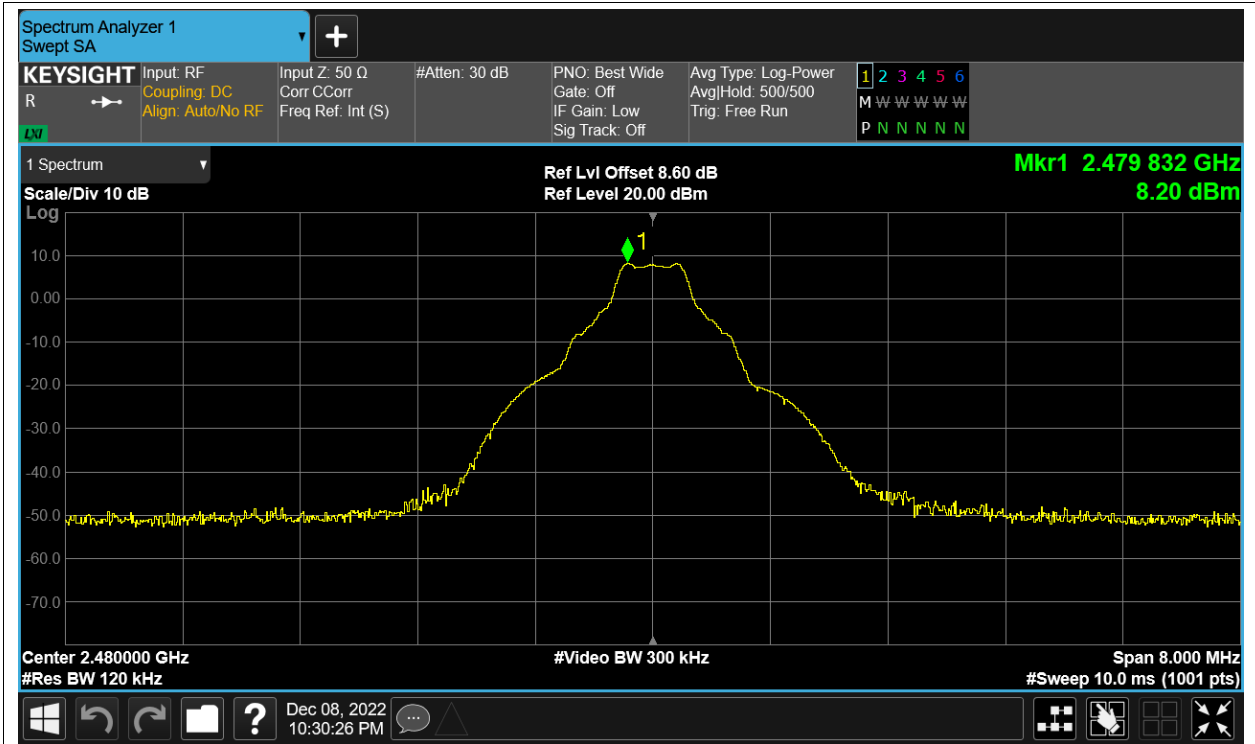 Spectrum Analyzer 1
Swept SA
+
KEYSIGHT
R
LXI
Input: RF
Coupling: DC
Align: Auto/No RF
Input Z: 50 Ω
Corr CCorr
Freq Ref: Int (S)
#Atten: 30 dB
PNO: Best Wide
Gate: Off
IF Gain: Low
Sig Track: Off
Avg Type: Log-Power
Avg|Hold: 500/500
Trig: Free Run
1 2 3 4 5 6
M W W W W W
P N N N N N
1 Spectrum
Scale/Div 10 dB
Log
Ref Lvl Offset 8.60 dB
Ref Level 20.00 dBm
Mkr1 2.479 832 GHz
8.20 dBm
1
10.0
0.00
-10.0
-20.0
-30.0
-40.0
-50.0
-60.0
-70.0
Center 2.480000 GHz
#Video BW 300 kHz
Span 8.000 MHz
#Res BW 120 kHz
#Sweep 10.0 ms (1001 pts)
?
Dec 08, 2022
10:30:26 PM